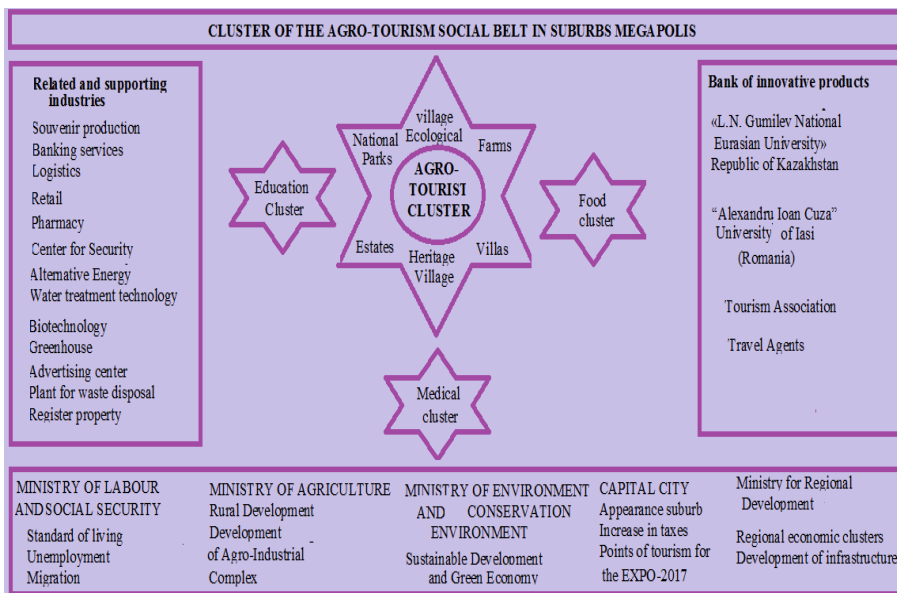 CLUSTER OF THE AGRO-TOURISM SOCIAL BELT IN SUBURBS MEGAPOLIS
Related and supporting
industries
Souvenir production
Banking services
Logistics
Retail
Pharmacy
Center for Security
Alternative Energy
Water treatment technology
Biotechnology
Greenhouse
Advertising center
Plant for waste disposal
Register property
Education
Cluster
village
Ecological
National
Parks
Farms
AGRO-
TOURIST
CLUSTER
Estates
Heritage
Village
Villas
Food
cluster
Medical
cluster
Bank of innovative products
«L.N. Gumilev National
Eurasian University»
Republic of Kazakhstan
“Alexandru Ioan Cuza”
University of Iasi
(Romania)
Tourism Association
Travel Agents
MINISTRY OF LABOUR
AND SOCIAL SECURITY
Standard of living
Unemployment
Migration
MINISTRY OF AGRICULTURE
Rural Development
Development
of Agro-Industrial
Complex
MINISTRY OF ENVIRONMENT
AND CONSERVATION
ENVIRONMENT
Sustainable Development
and Green Economy
CAPITAL CITY
Appearance suburb
Increase in taxes
Points of tourism for
the EXPO-2017
Ministry for Regional
Development
Regional economic clusters
Development of infrastructure